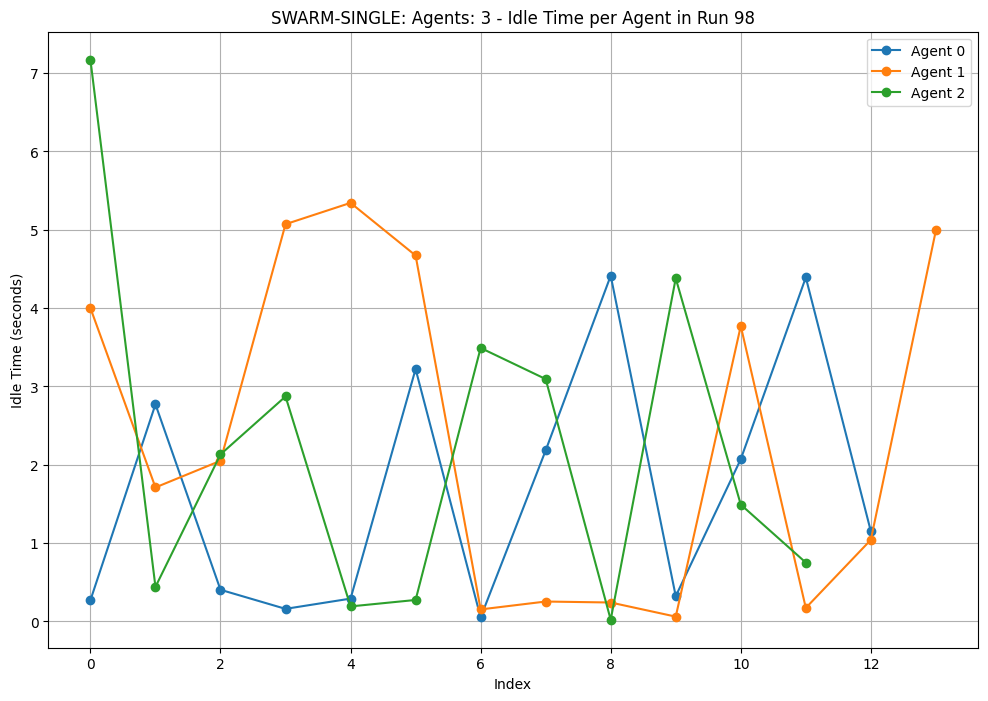 SWARM-SINGLE: Agents: 3 - Idle Time per Agent in Run 98
Agent 0
Agent 1
Agent 2
Idle Time (seconds)
7
6
5
4
3
2
1
0
0 2 4 6 8 10 12
Index